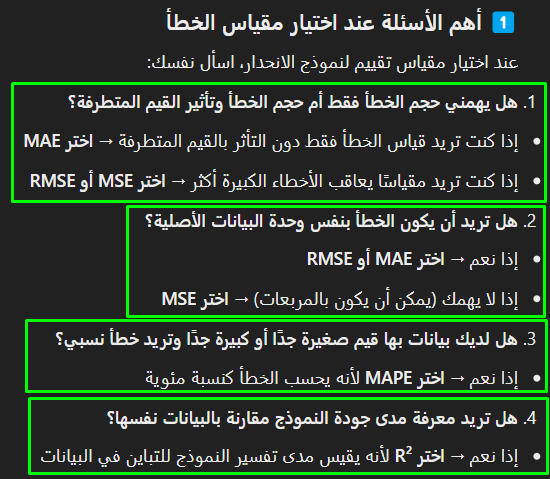 1️⃣ أهم الأسئلة عند اختيار مقياس الخطأ
عند اختيار مقياس تقييم لنموذج الانحدار، اسأل نفسك:
1. هل يهمني حجم الخطأ فقط أم حجم الخطأ وتأثير القيم المتطرفة؟
• إذا كنت تريد قياس الخطأ فقط دون التأثر بالقيم المتطرفة → اختر MAE
• إذا كنت تريد مقياسًا يعاقب الأخطاء الكبيرة أكثر → اختر MSE أو RMSE
2. هل تريد أن يكون الخطأ بنفس وحدة البيانات الأصلية؟
• إذا نعم → اختر MAE أو RMSE
• إذا لا يهمك (يمكن أن يكون بالمربعات) → اختر MSE
3. هل لديك بيانات بها قيم صغيرة جدًا أو كبيرة جدًا وتريد خطأ نسبي؟
• إذا نعم → اختر MAPE لأنه يحسب الخطأ كنسبة مئوية
4. هل تريد معرفة مدى جودة النموذج مقارنة بالبيانات نفسها؟
• إذا نعم → اختر R² لأنه يقيس مدى تفسير النموذج للتباين في البيانات